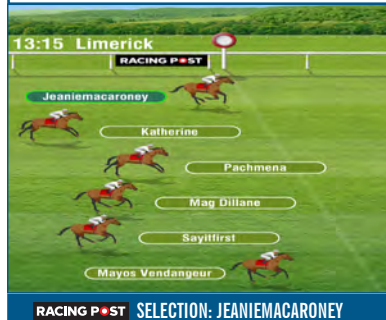 13:15 Limerick
RACING POST
Jeaniemacaroney
Katherine
Pachmena
Mag Dillane
Sayitfirst
Mayos Vendangeur
RACING POST SELECTION: JEANIEMACARONEY